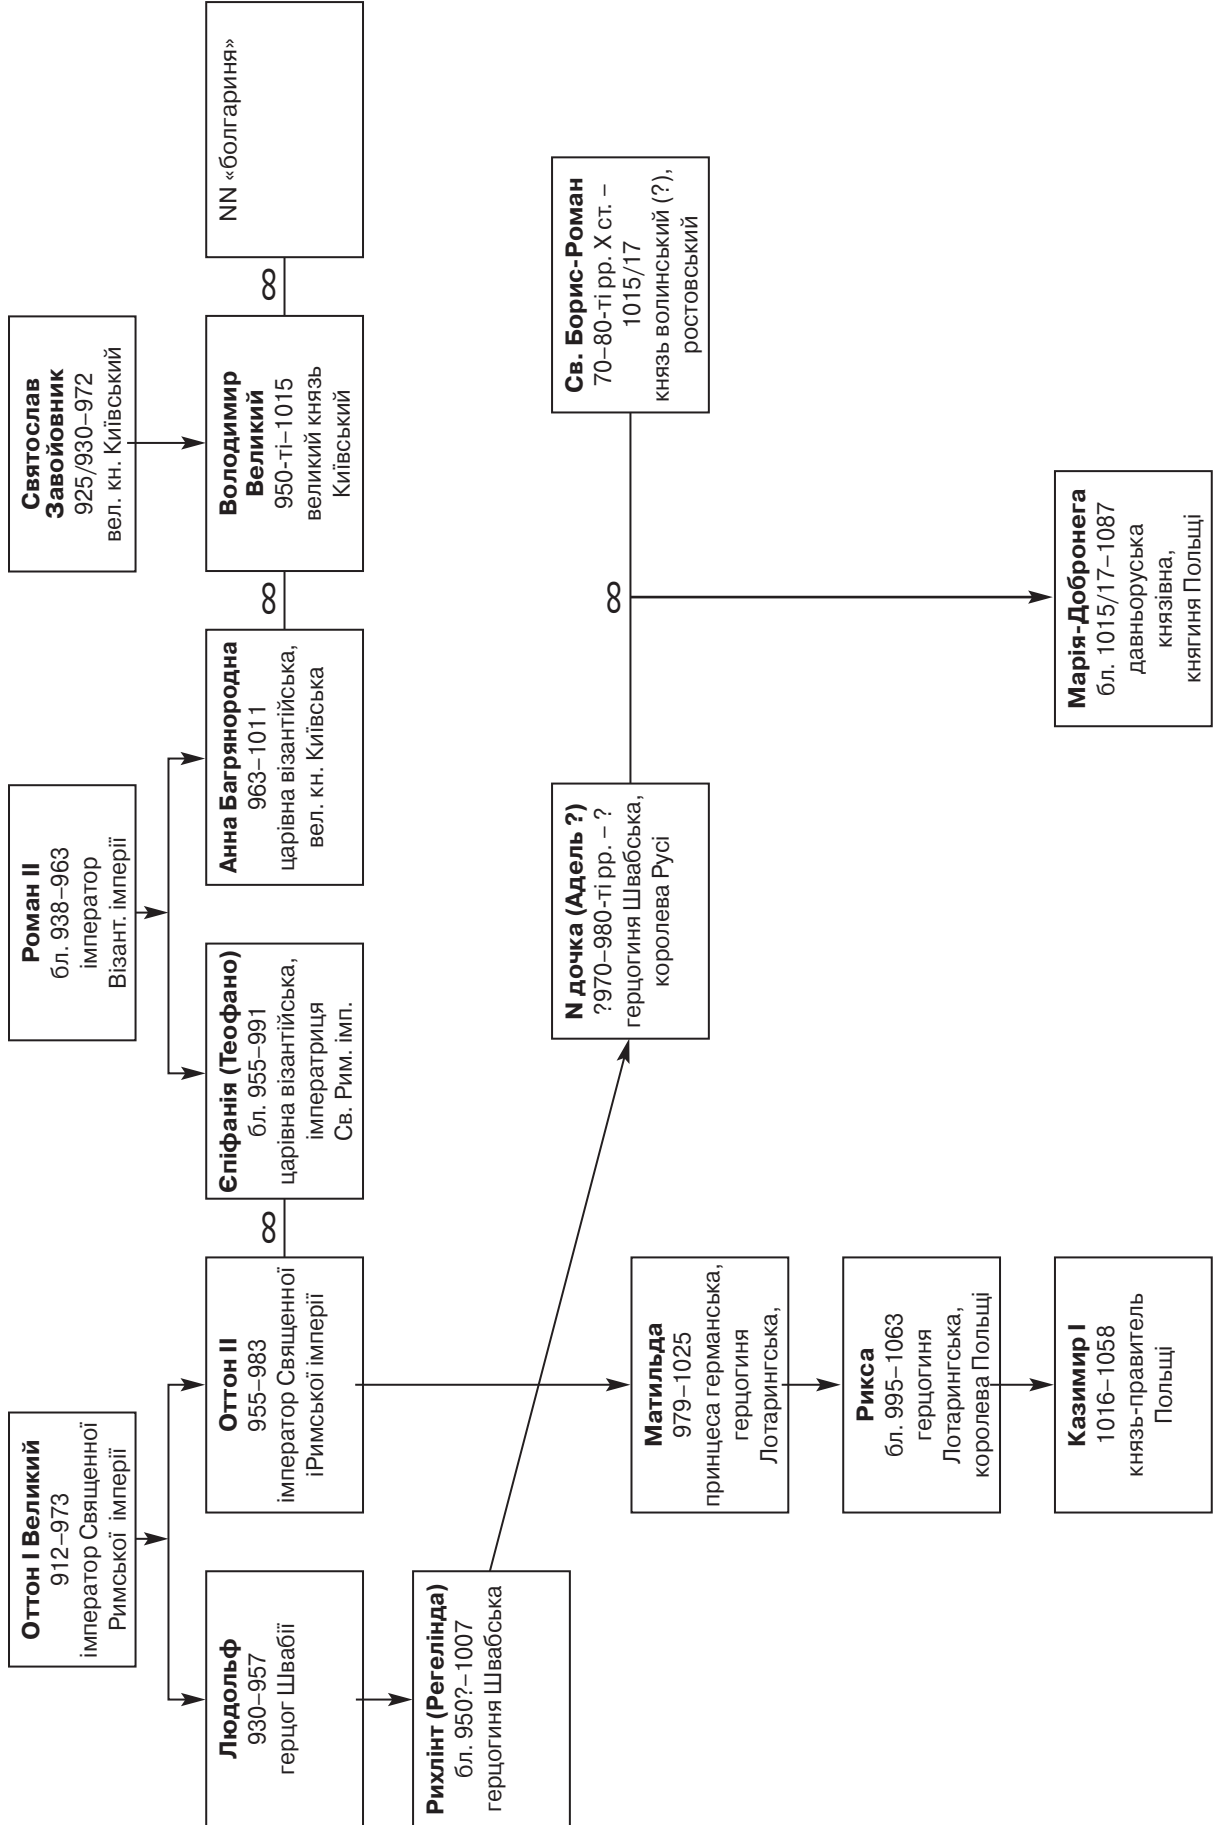 Оттон I Великий
912–973
імператор Священної
Римської імперії
Роман II
бл. 938–963
імператор
Візант. імперії
Святослав
Завойовник
925/930–972
вел. кн. Київський
Людольф
930–957
герцог Швабії
Оттон II
955–983
імператор Священної
іРимської імперії
∞
Єпіфанія (Теофано)
бл. 955–991
царівна візантійська,
імператриця
Св. Рим. імп.
Анна Багрянородна
963–1011
царівна візантійська,
вел. кн. Київська
∞
Володимир
Великий
950-ті–1015
великий князь
Київський
∞
NN «болгариня»
Рихлінт (Регелінда)
бл. 950?–1007
герцогиня Швабська
N дочка (Адель ?)
?970–980-ті рр. – ?
герцогиня Швабська,
королева Русі
∞
Св. Борис-Роман
70–80-ті рр. X ст. –
1015/17
князь волинський (?),
ростовський
Матильда
979–1025
принцеса германська,
герцогиня
Лотарингська,
Рикса
бл. 995–1063
герцогиня
Лотарингська,
королева Польщі
Казимир I
1016–1058
князь-правитель
Польщі
Марія-Добронега
бл. 1015/17–1087
давньоруська
князівна,
княгиня Польщі